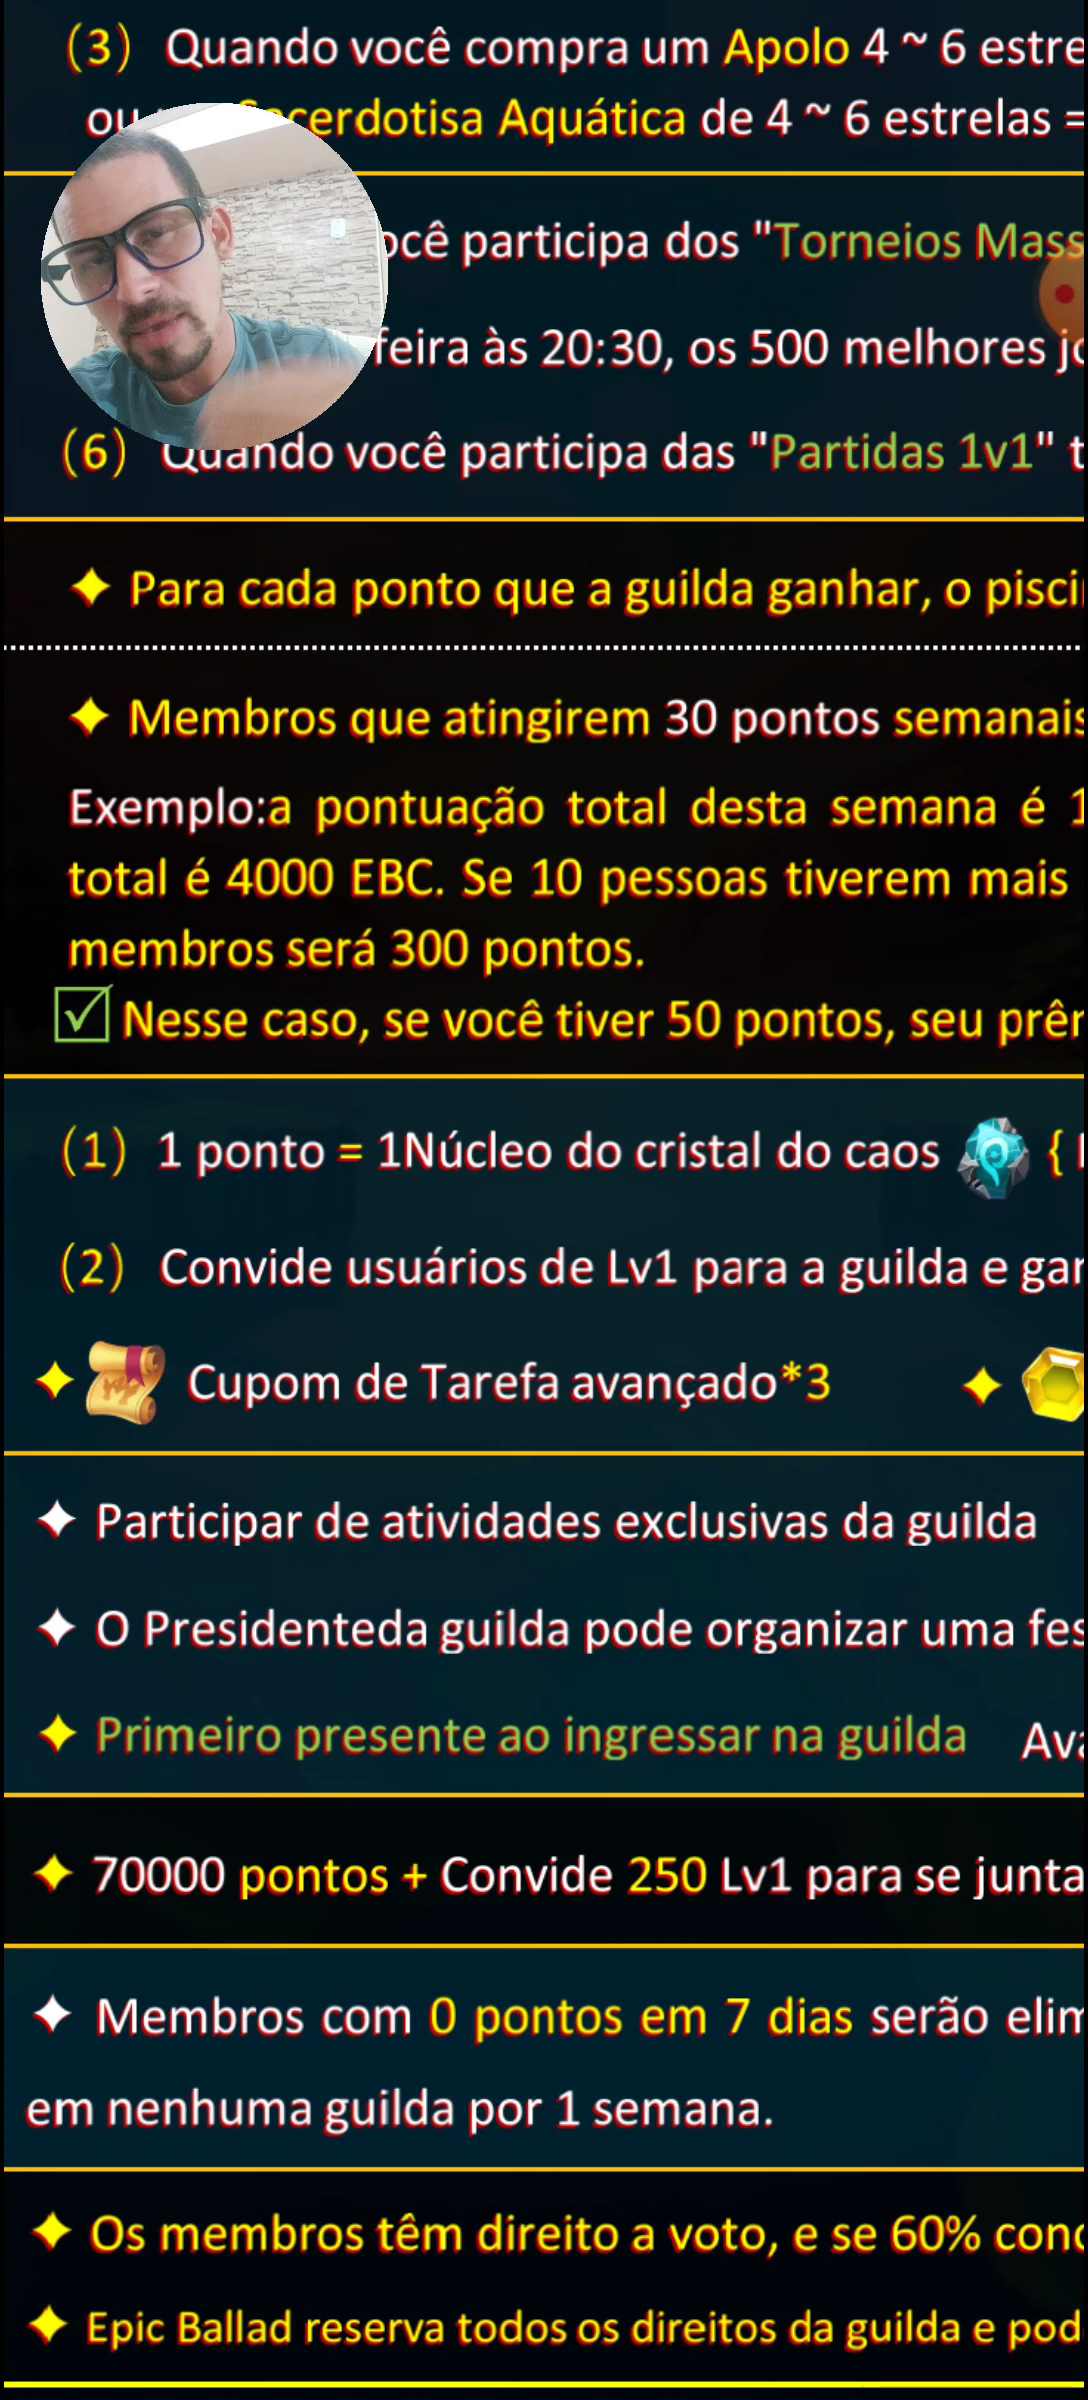 (3) Quando você compra um Apolo 4 ~ 6 estre
ou Sacerdotisa Aquática de 4 ~ 6 estrelas =
ocê participa dos "Torneios Mass
feira às 20:30, os 500 melhores jo
(6) Quando você participa das "Partidas 1v1" t
✦ Para cada ponto que a guilda ganhar, o pisci
✦ Membros que atingirem 30 pontos semanais
Exemplo:a pontuação total desta semana é 1
total é 4000 EBC. Se 10 pessoas tiverem mais
membros será 300 pontos.
☑ Nesse caso, se você tiver 50 pontos, seu prêm
(1) 1 ponto = 1Núcleo do cristal do caos {
(2) Convide usuários de Lv1 para a guilda e gan
✦ Cupom de Tarefa avançado*3 ✦
✦ Participar de atividades exclusivas da guilda
✦ O Presidenteda guilda pode organizar uma fes
✦ Primeiro presente ao ingressar na guilda Ava
✦ 70000 pontos + Convide 250 Lv1 para se junta
✦ Membros com 0 pontos em 7 dias serão elim
em nenhuma guilda por 1 semana.
✦ Os membros têm direito a voto, e se 60% conc
✦ Epic Ballad reserva todos os direitos da guilda e pod